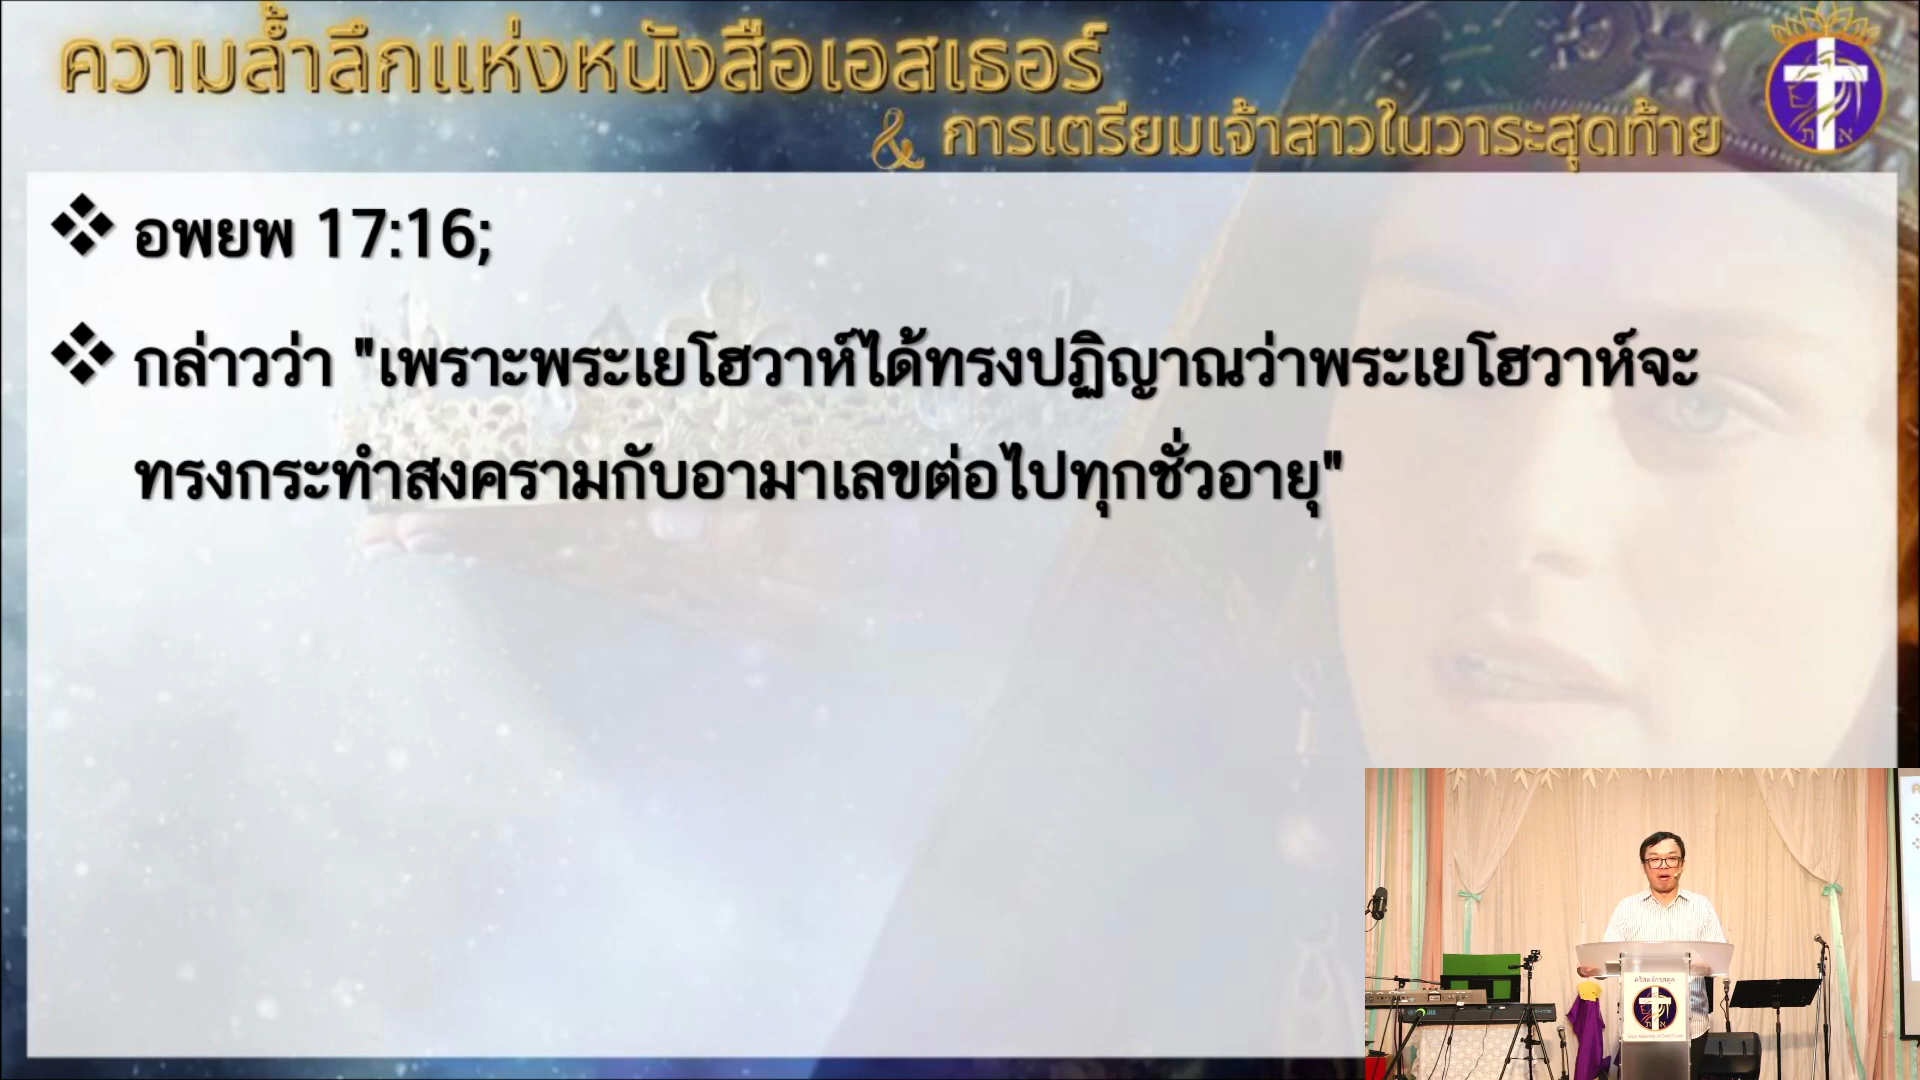 ความล้ำลึกแห่งหนังสือเอสเธอร์
& การเตรียมเจ้าสาวในวาระสุดท้าย
❖ อพยพ 17:16;
❖ กล่าวว่า "เพราะพระเยโฮวาห์ได้ทรงปฏิญาณว่าพระเยโฮวาห์จะ
ทรงกระทำสงครามกับอามาเลขต่อไปทุกชั่วอายุ"